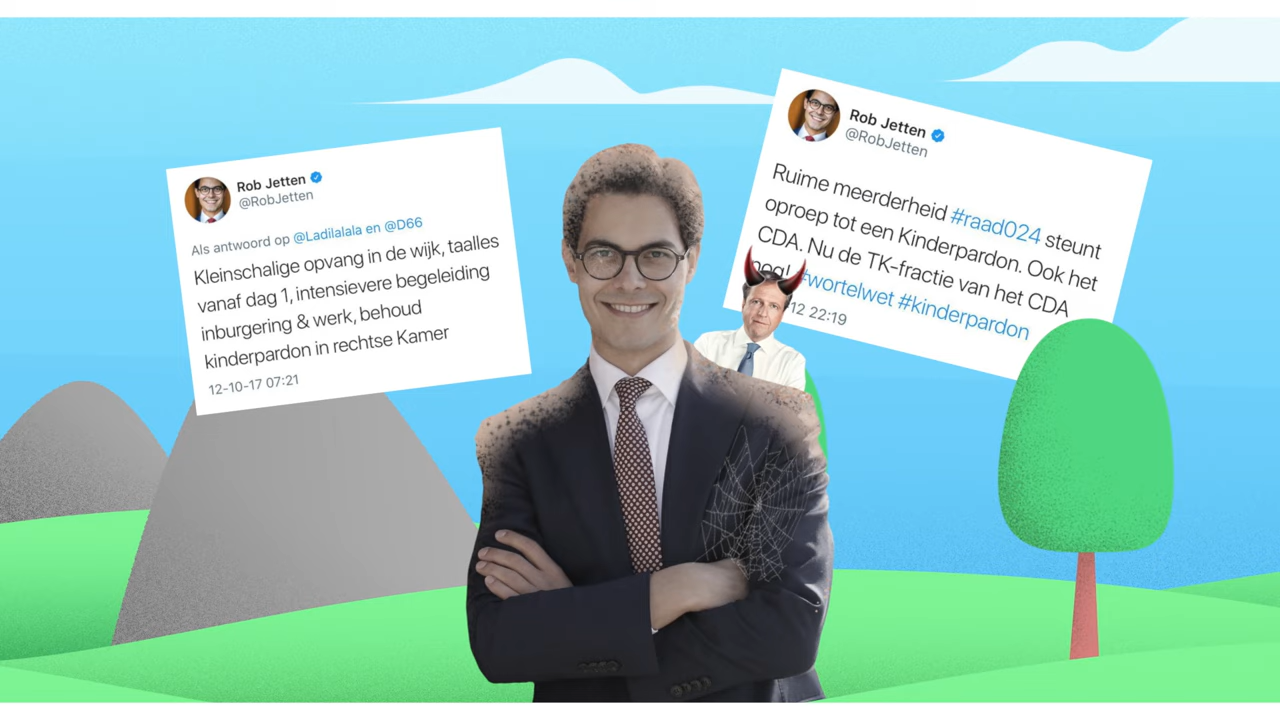 Rob Jetten
@RobJetten
Als antwoord op @Ladilalala en @D66
Kleinschalige opvang in de wijk, taalles
vanaf dag 1, intensievere begeleiding
inburgering & werk, behoud
kinderpardon in rechtse Kamer
12-10-17 07:21
Rob Jetten
@RobJetten
Ruime meerderheid #raad024 steunt
oproep tot een Kinderpardon. Ook het
CDA. Nu de TK-fractie van het CDA
nog! #wortelwet #kinderpardon
12 22:19